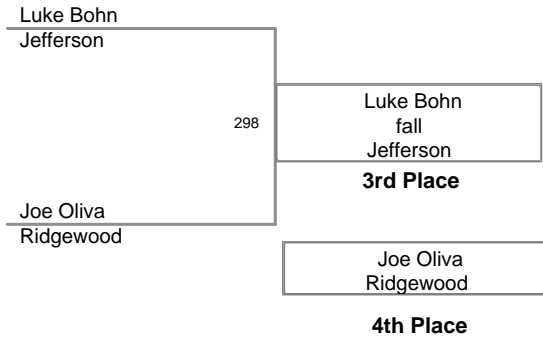 Luke Bohn
Jefferson
298
Luke Bohn
fall
Jefferson
3rd Place
Joe Oliva
Ridgewood
Joe Oliva
Ridgewood
4th Place